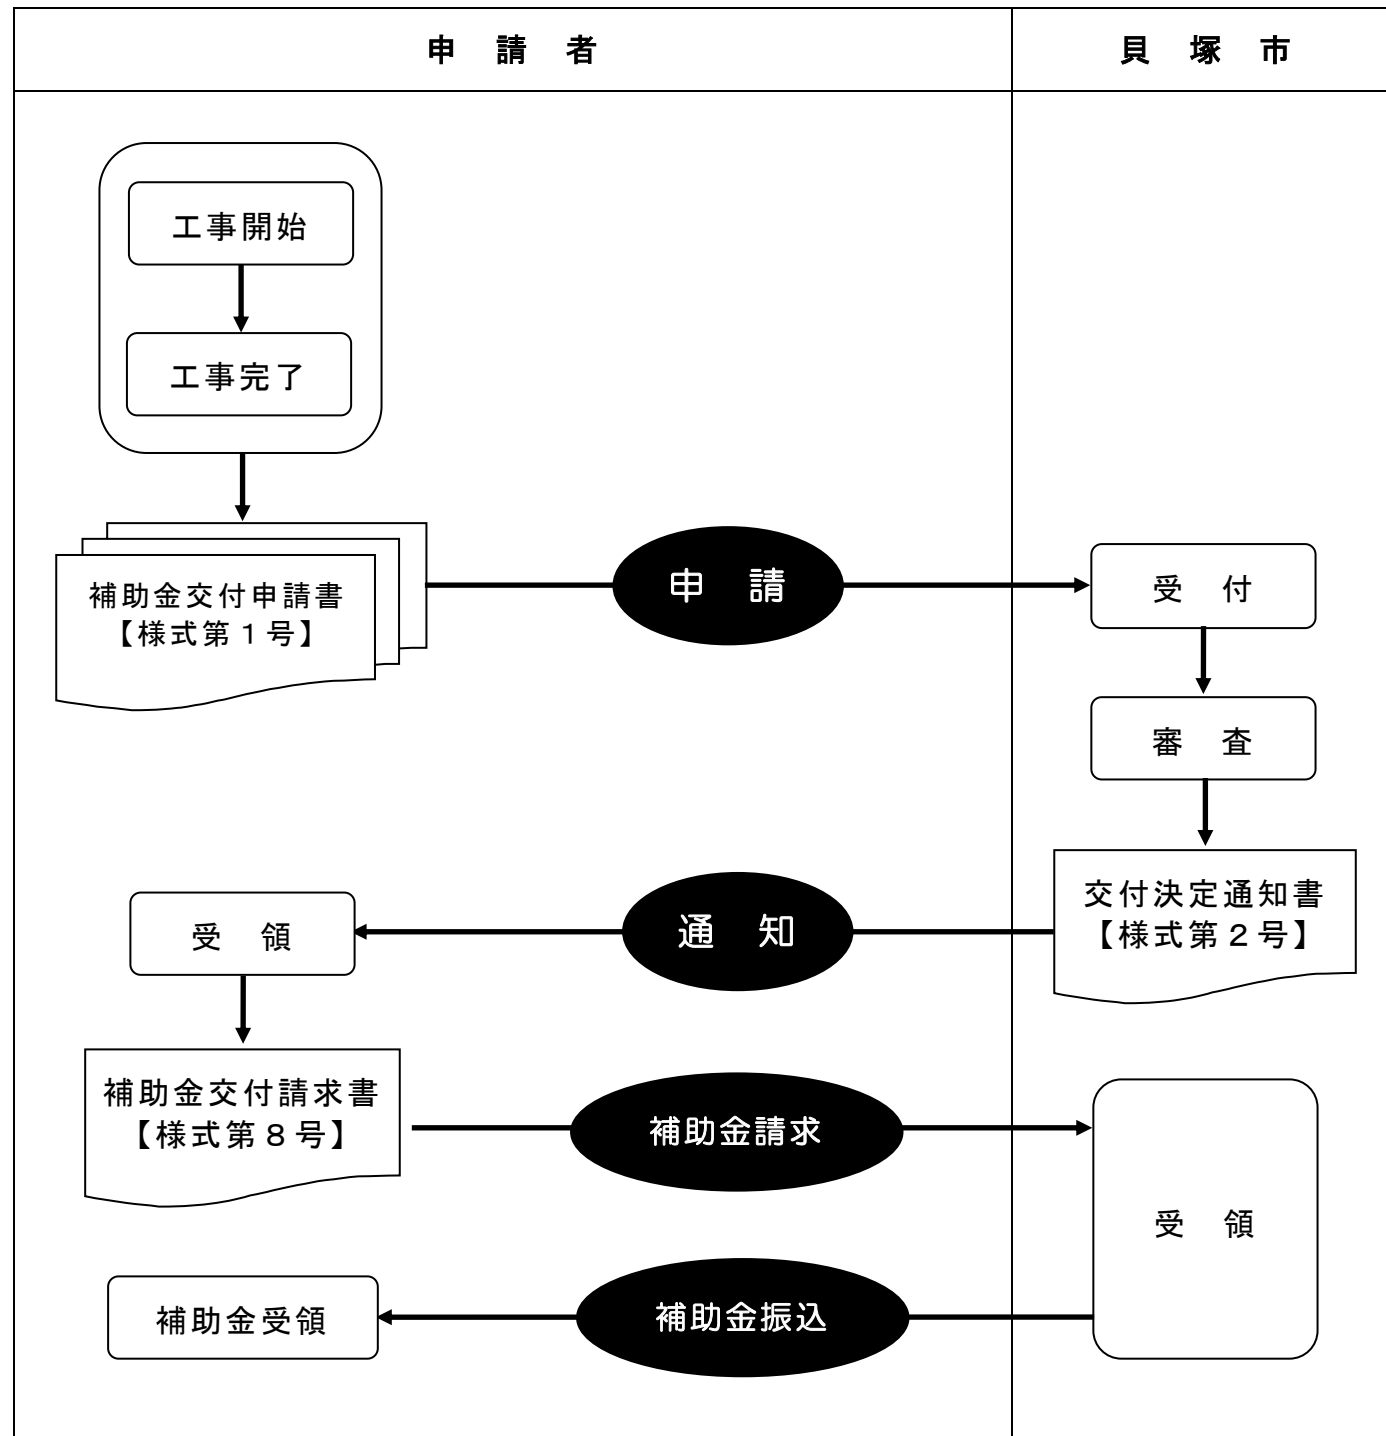 申　請　者
貝　塚　市
工事開始
工事完了
補助金交付申請書
【様式第１号】
申　請
受　付
審　査
交付決定通知書
【様式第２号】
通　知
受　領
補助金交付請求書
【様式第８号】
補助金請求
受　領
補助金振込
補助金受領